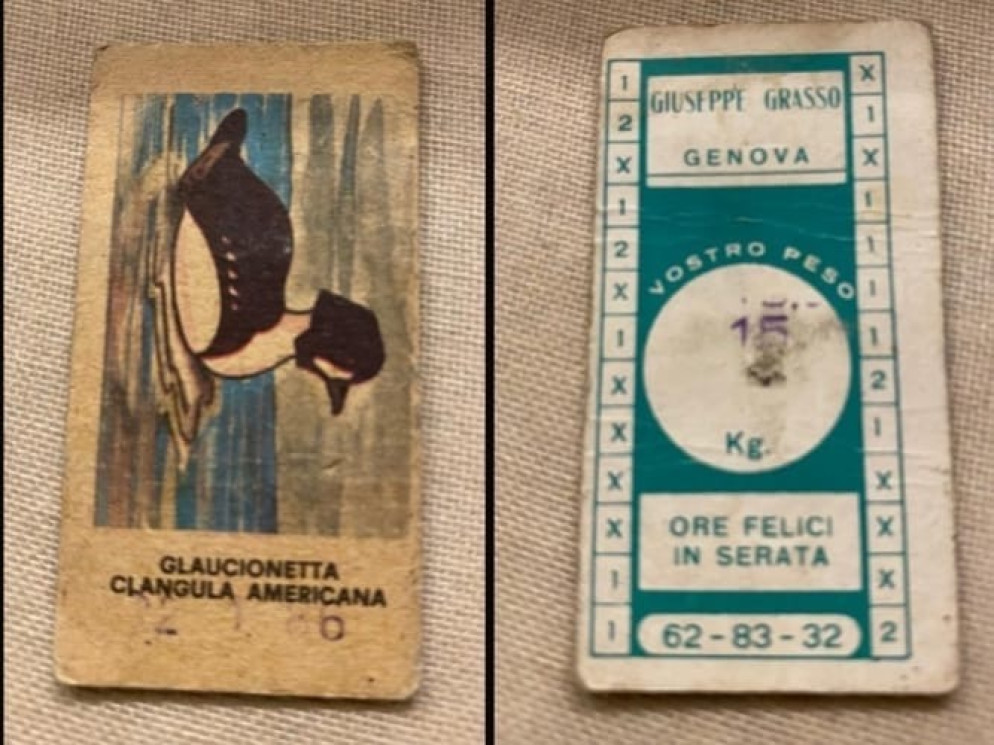 GLAUCIONETTA
CLANGULA AMERICANA
1 X
GIUSEPPE GRASSO
2 1
X GENOVA X
1 1
2 VOSTRO PESO 1
X 1
15
1 1
X 2
X Kg. 1
X X
X ORE FELICI X
IN SERATA
1 X
1 62-83-32 2